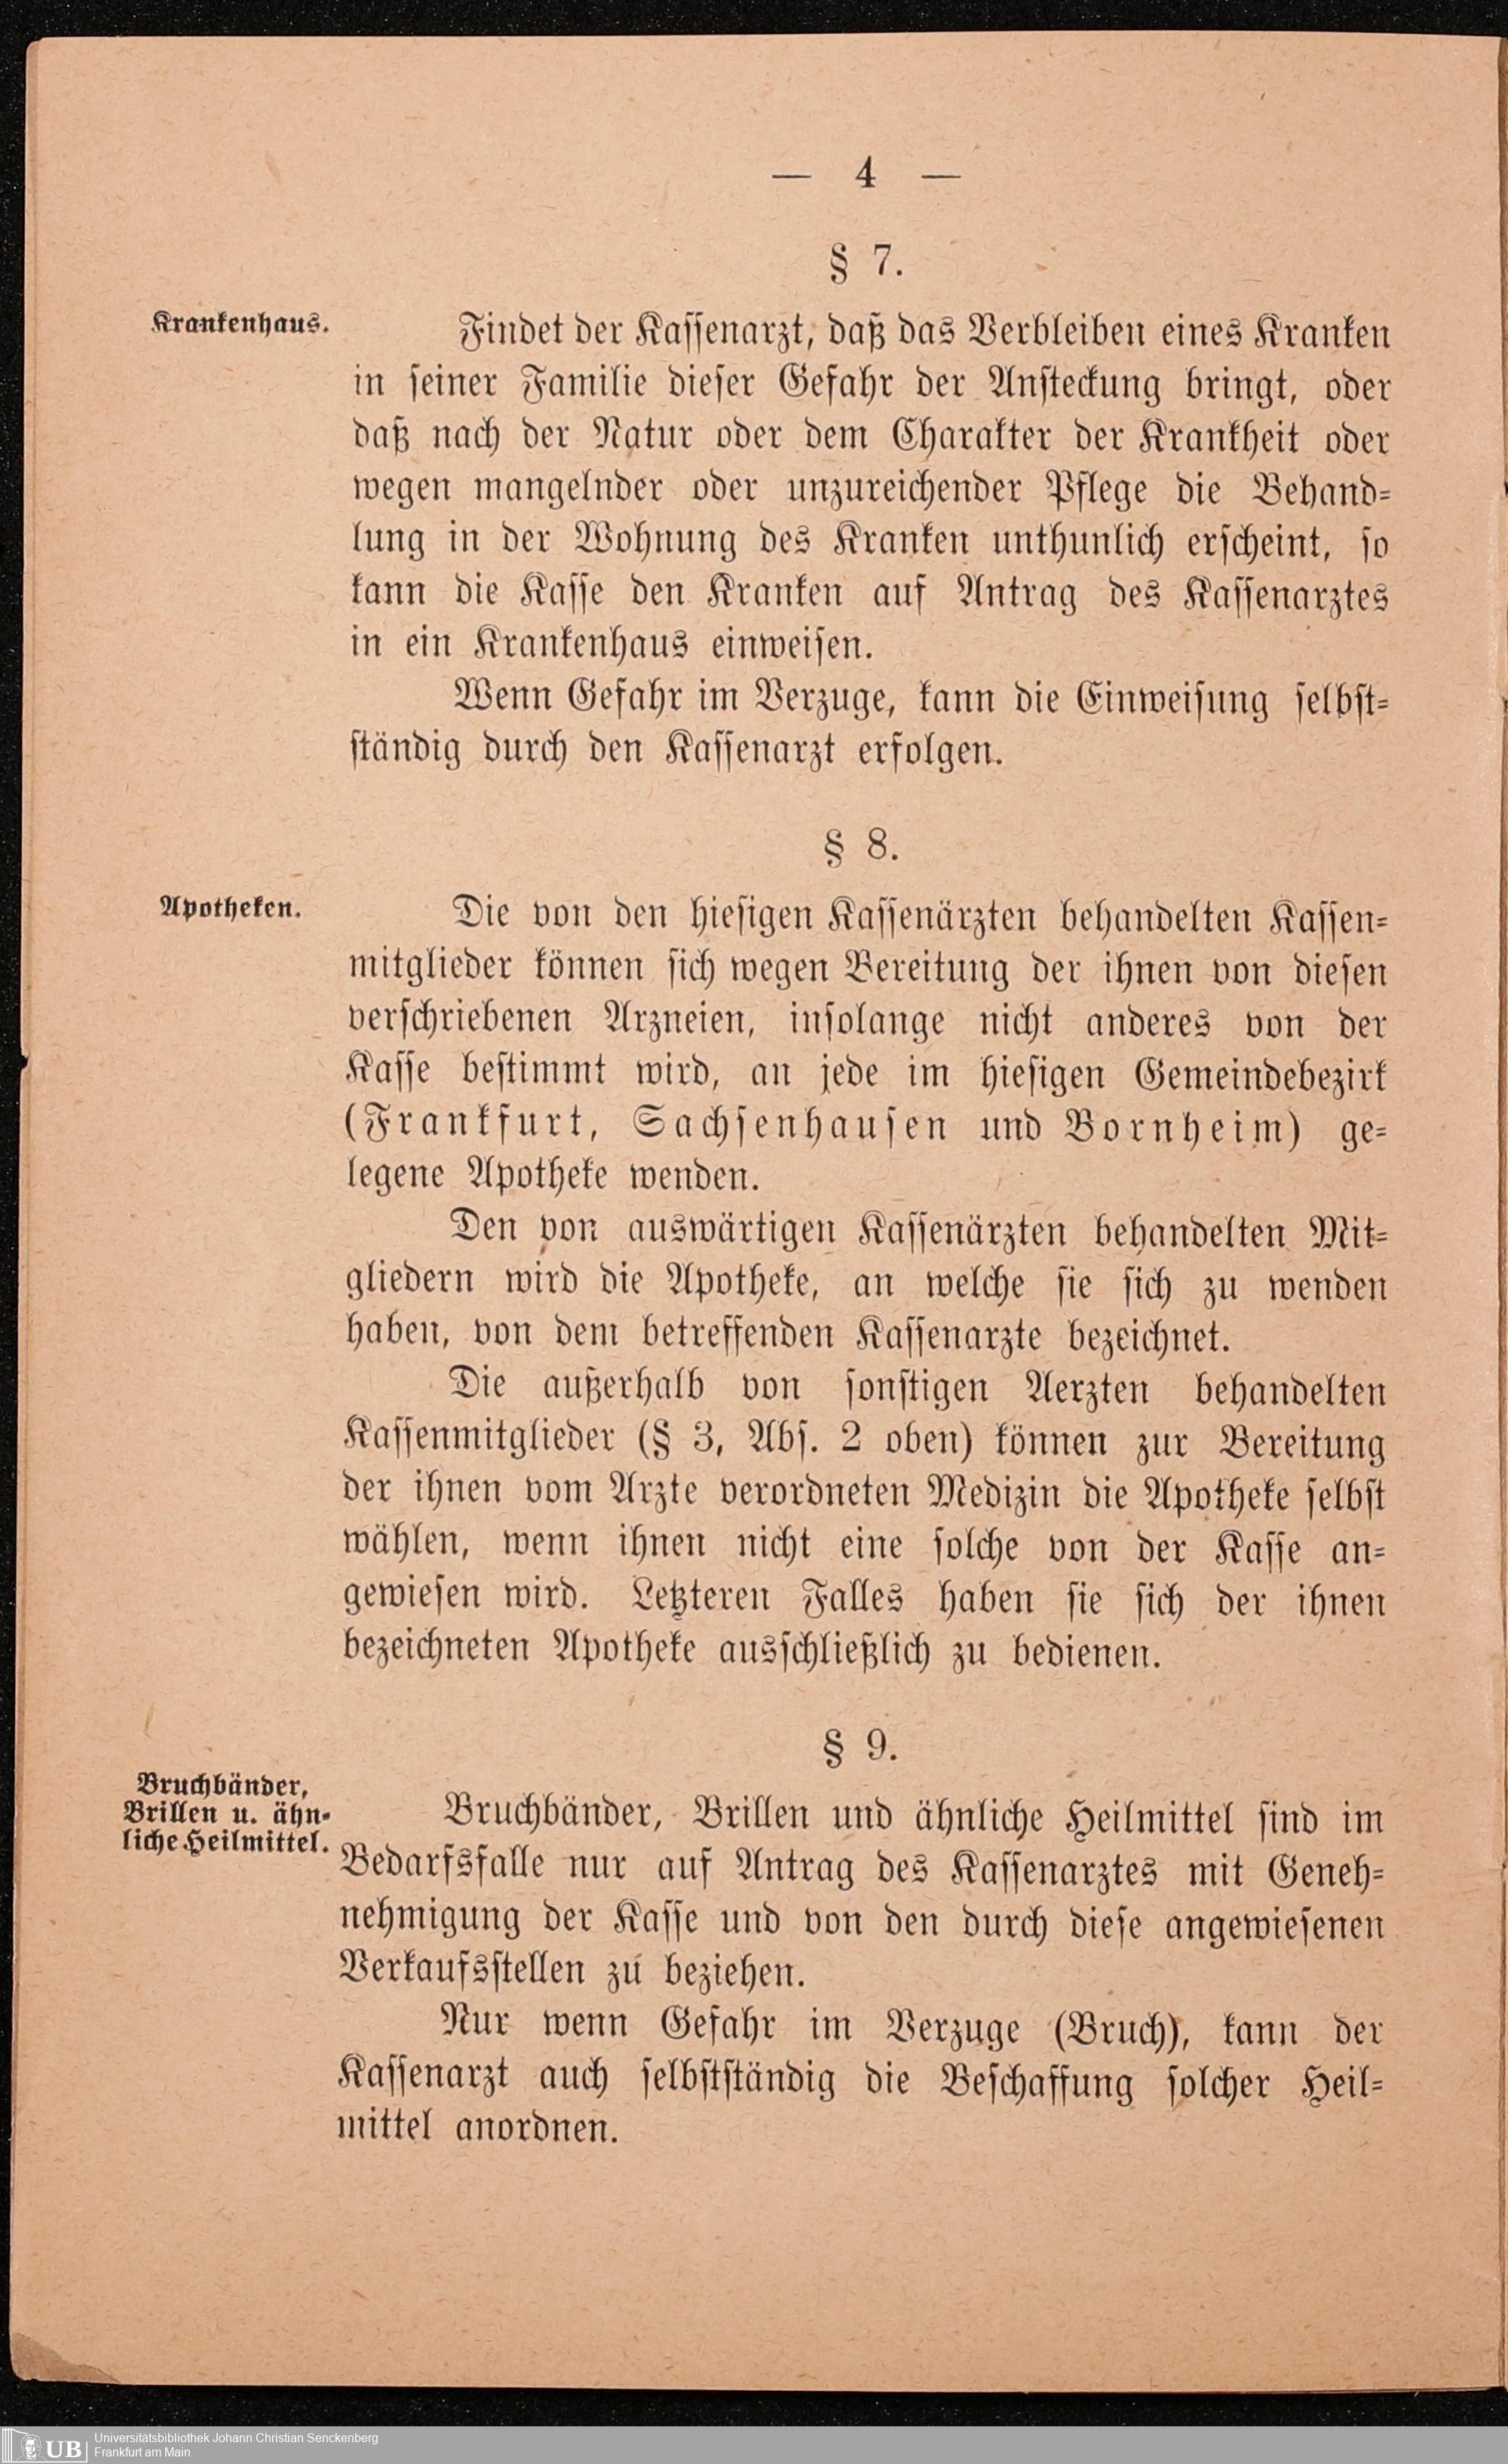 — 4 —
§ 7.
Krankenhaus.
Findet der Kassenarzt, daß das Verbleiben eines Kranken
in seiner Familie dieser Gefahr der Ansteckung bringt, oder
daß nach der Natur oder dem Charakter der Krankheit oder
wegen mangelnder oder unzureichender Pflege die Behand-
lung in der Wohnung des Kranken unthunlich erscheint, so
kann die Kasse den Kranken auf Antrag des Kassenarztes
in ein Krankenhaus einweisen.
Wenn Gefahr im Verzuge, kann die Einweisung selbst-
ständig durch den Kassenarzt erfolgen.
§ 8.
Apotheken.
Die von den hiesigen Kassenärzten behandelten Kassen-
mitglieder können sich wegen Bereitung der ihnen von diesen
verschriebenen Arzneien, insolange nicht anderes von der
Kasse bestimmt wird, an jede im hiesigen Gemeindebezirk
(Frankfurt, Sachsenhausen und Bornheim) ge-
legene Apotheke wenden.
Den von auswärtigen Kassenärzten behandelten Mit-
gliedern wird die Apotheke, an welche sie sich zu wenden
haben, von dem betreffenden Kassenarzte bezeichnet.
Die außerhalb von sonstigen Aerzten behandelten
Kassenmitglieder (§ 3, Abs. 2 oben) können zur Bereitung
der ihnen vom Arzte verordneten Medizin die Apotheke selbst
wählen, wenn ihnen nicht eine solche von der Kasse an-
gewiesen wird. Letzteren Falles haben sie sich der ihnen
bezeichneten Apotheke ausschließlich zu bedienen.
§ 9.
Bruchbänder,
Brillen u. ähn-
liche Heilmittel.
Bruchbänder, Brillen und ähnliche Heilmittel sind im
Bedarfsfalle nur auf Antrag des Kassenarztes mit Geneh-
nehmigung der Kasse und von den durch diese angewiesenen
Verkaufsstellen zu beziehen.
Nur wenn Gefahr im Verzuge (Bruch), kann der
Kassenarzt auch selbstständig die Beschaffung solcher Heil-
mittel anordnen.
UB
Universitätsbibliothek Johann Christian Senckenberg
Frankfurt am Main